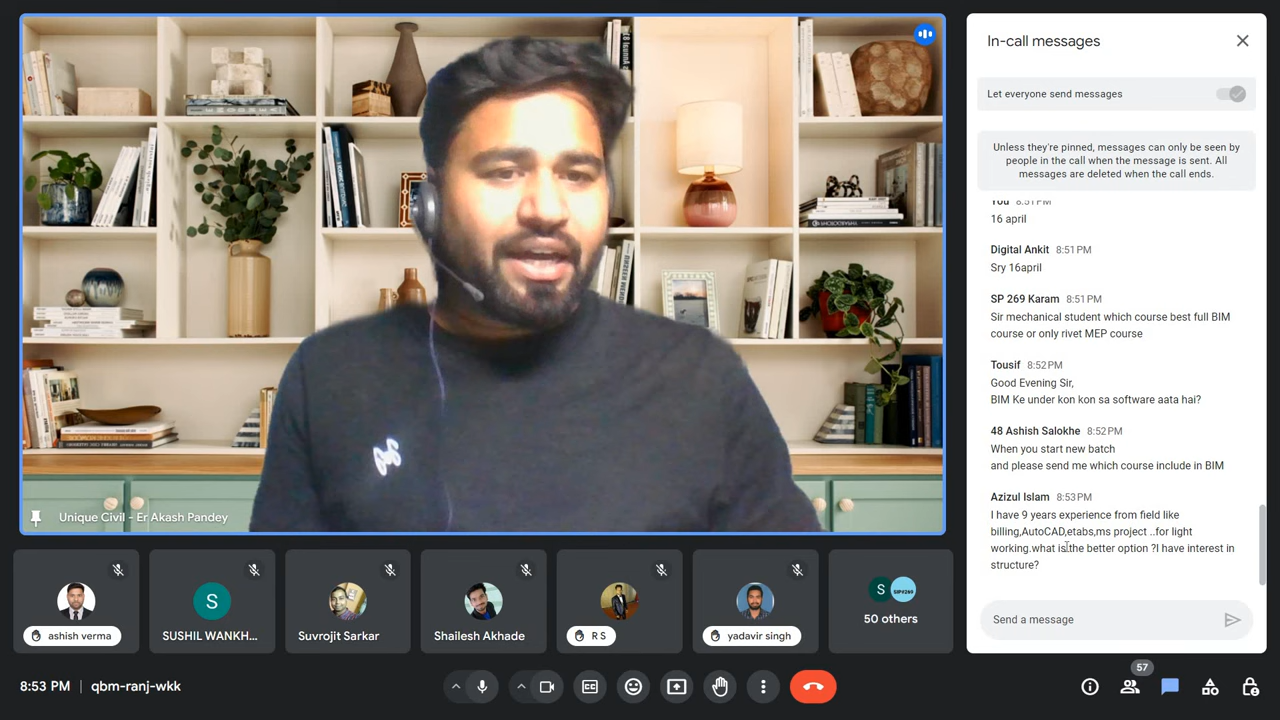 In-call messages
Let everyone send messages
Unless they're pinned, messages can only be seen by
people in the call when the message is sent. All
messages are deleted when the call ends.
You 8:51 PM
16 april
Digital Ankit 8:51 PM
Sry 16april
SP 269 Karam 8:51 PM
Sir mechanical student which course best full BIM
course or only rivet MEP course
Tousif 8:52 PM
Good Evening Sir,
BIM Ke under kon kon sa software aata hai?
48 Ashish Salokhe 8:52 PM
When you start new batch
and please send me which course include in BIM
Azizul Islam 8:53 PM
I have 9 years experience from field like
billing,AutoCAD,etabs,ms project ..for light
working.what is the better option ?I have interest in
structure?
Send a message
Unique Civil - Er Akash Pandey
ashish verma
S
SUSHIL WANKH...
Suvrojit Sarkar
Shailesh Akhade
R S
yadavir singh
S
50 others
8:53 PM | qbm-ranj-wkk
57